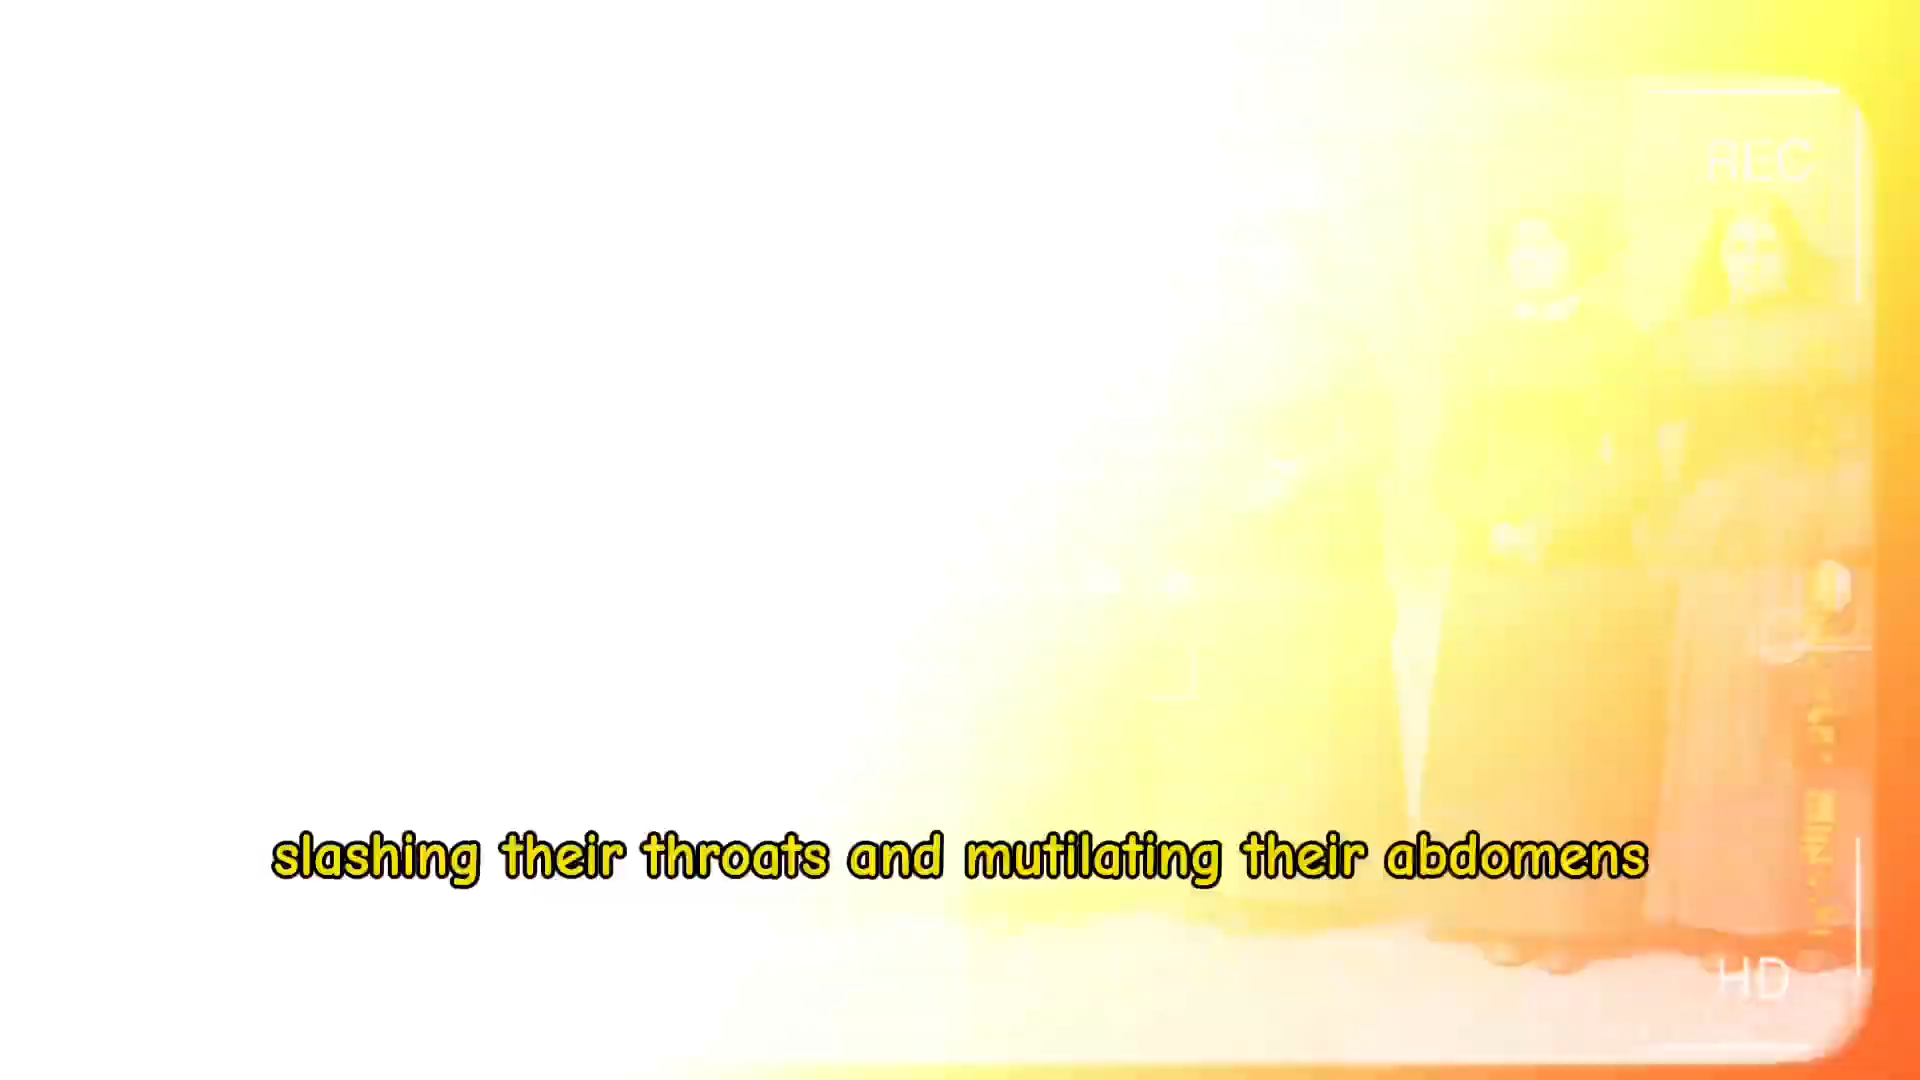 REC
slashing their throats and mutilating their abdomens
HD